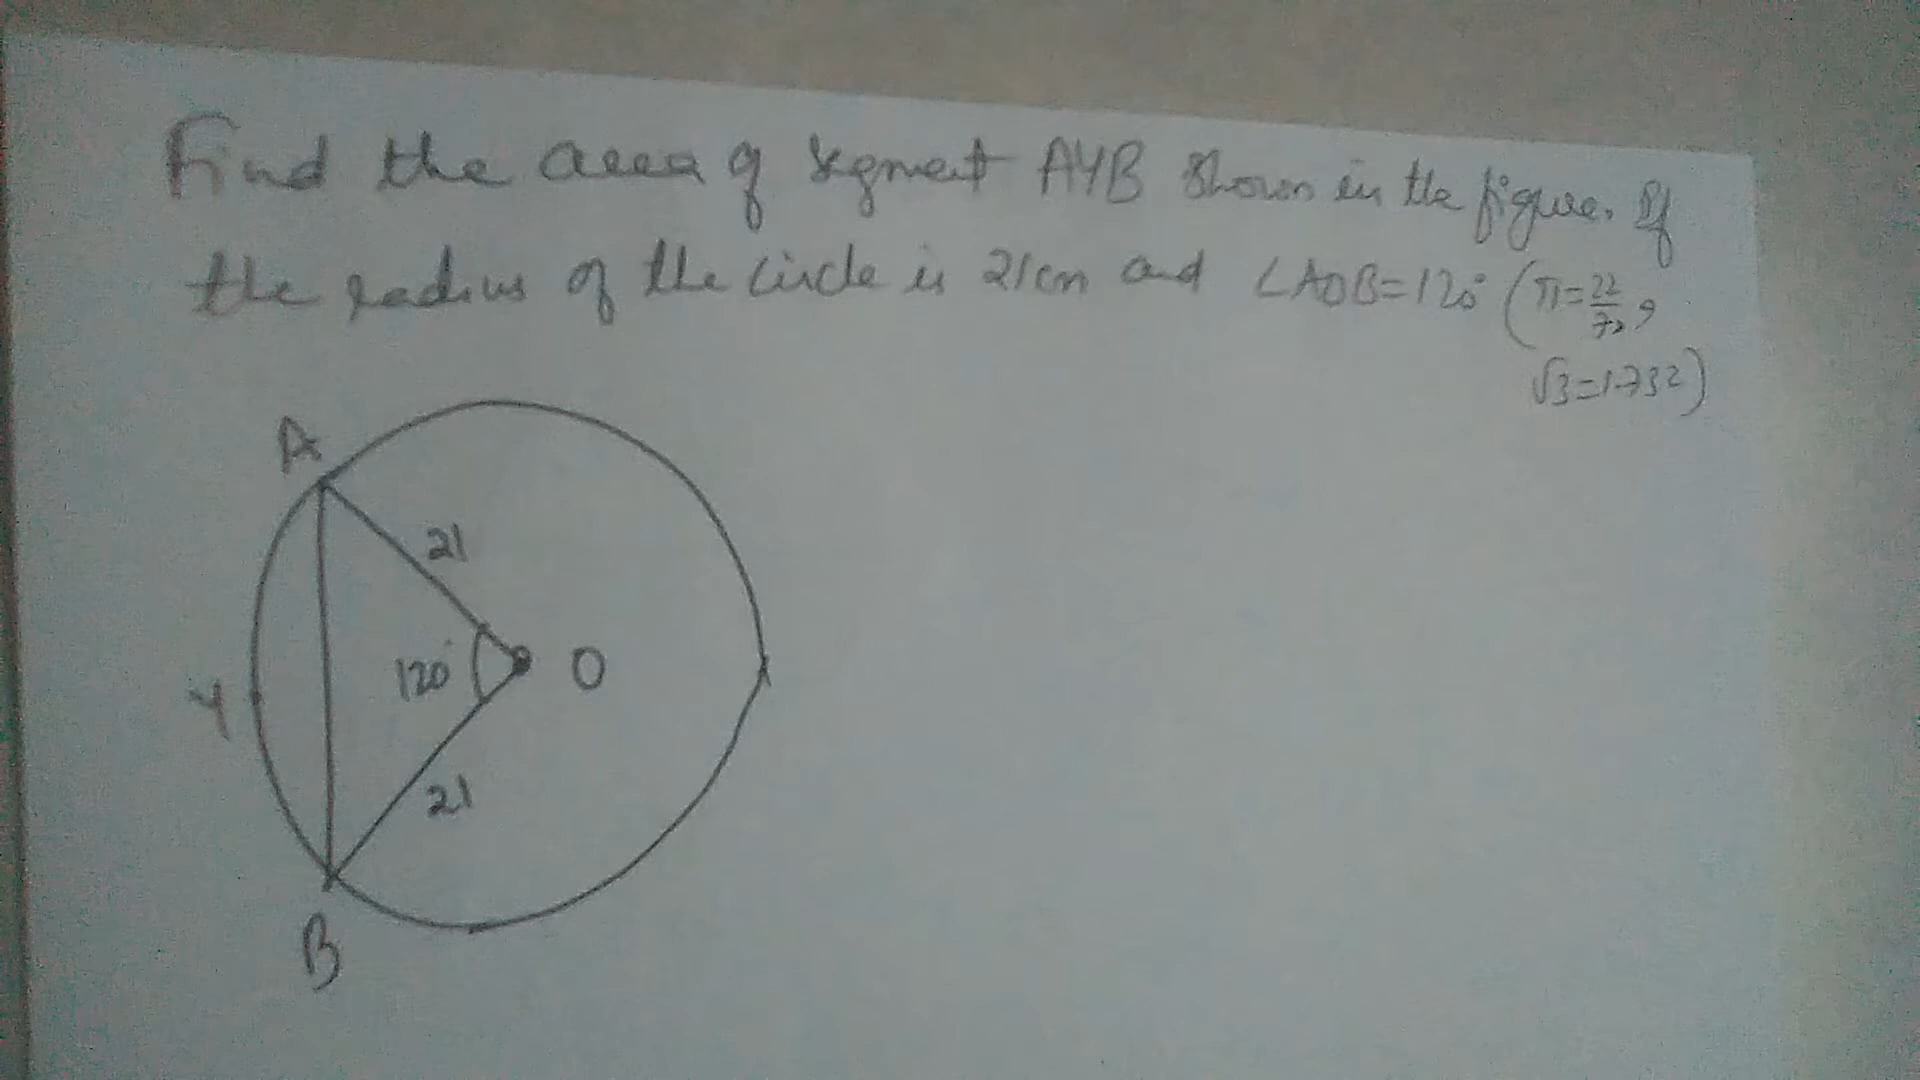 Find the area of segment AYB shown in the figure. If
the radius of the circle is 21cm and ∠AOB=120° (π=22/7,
√3=1.732)
A
21
120°
O
Y
21
B